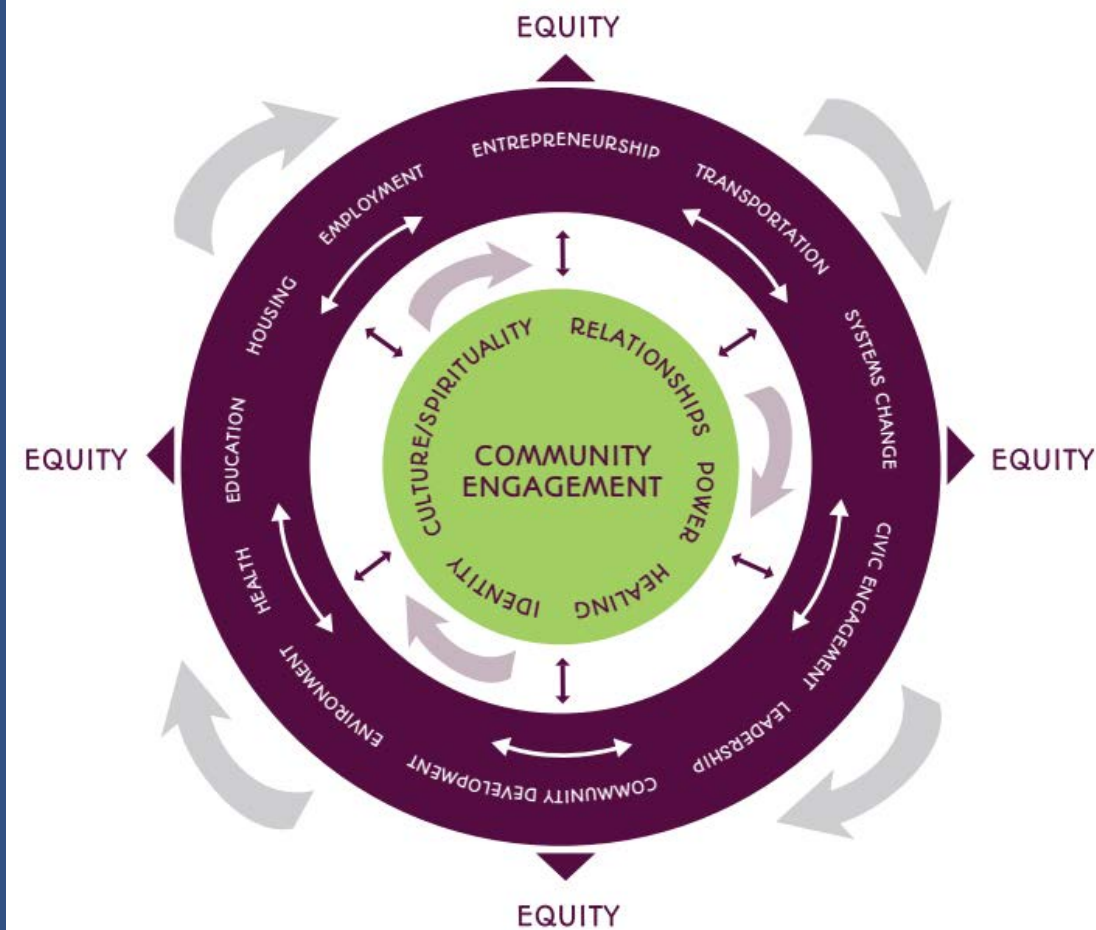 EQUITY
ENTREPRENEURSHIP
TRANSPORTATION
SYSTEMS CHANGE
CIVIC ENGAGEMENT
LEADERSHIP
COMMUNITY DEVELOPMENT
ENVIRONMENT
HEALTH
EDUCATION
HOUSING
EMPLOYMENT
EQUITY
CULTURE/SPIRITUALITY
RELATIONSHIPS
POWER
HEALING
IDENTITY
COMMUNITY
ENGAGEMENT
EQUITY
EQUITY